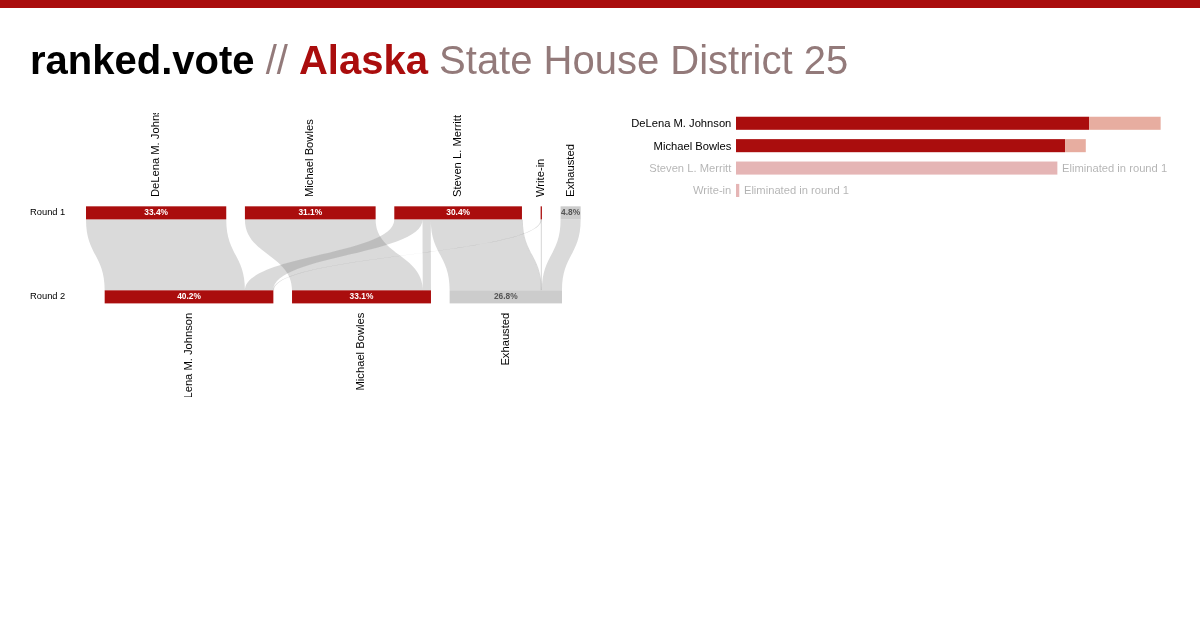 ranked.vote // Alaska State House District 25
DeLena M. John
Michael Bowles
Steven L. Merritt
Write-in
Exhausted
Round 1
33.4%
31.1%
30.4%
4.8%
Round 2
40.2%
33.1%
26.8%
Lena M. Johnson
Michael Bowles
Exhausted
DeLena M. Johnson
Michael Bowles
Steven L. Merritt Eliminated in round 1
Write-in Eliminated in round 1